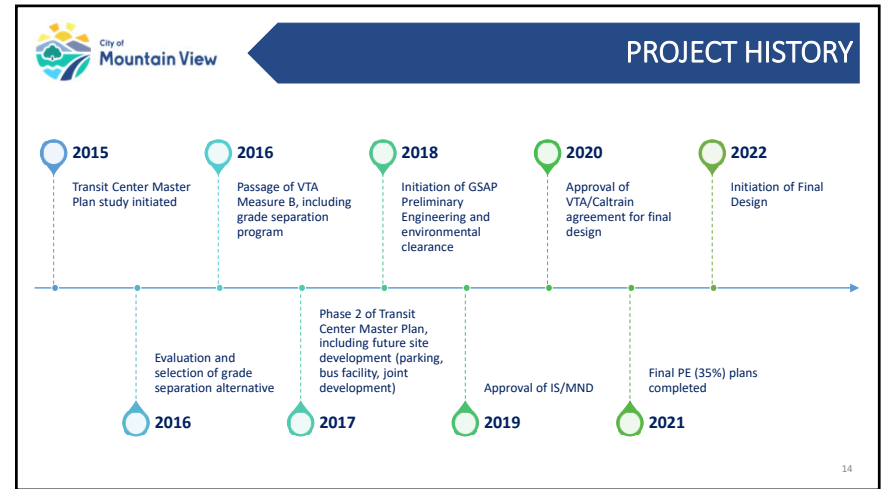 City of
Mountain View
PROJECT HISTORY
2015
Transit Center Master
Plan study initiated
2016
Passage of VTA
Measure B, including
grade separation
program
2018
Initiation of GSAP
Preliminary
Engineering and
environmental
clearance
2020
Approval of
VTA/Caltrain
agreement for final
design
2022
Initiation of Final
Design
Evaluation and
selection of grade
separation alternative
2016
Phase 2 of Transit
Center Master Plan,
including future site
development (parking,
bus facility, joint
development)
2017
Approval of IS/MND
2019
Final PE (35%) plans
completed
2021
14